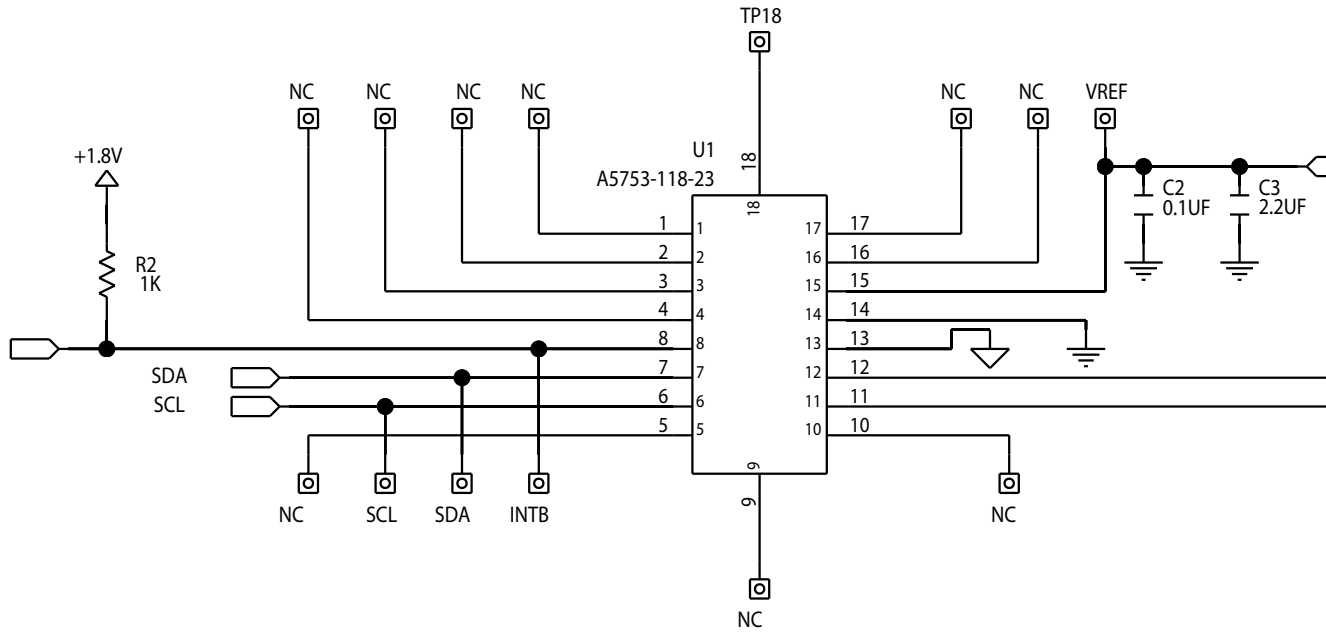 TP18
NC NC NC NC
NC NC VREF
+1.8V
U1
A5753-118-23
18
18
C2
0.1UF
C3
2.2UF
R2
1K
1 1
2 2
3 3
4 4
8 8
SDA 7 7
SCL 6 6
5 5
17 17
16 16
15 15
14 14
13 13
12 12
11 11
10 10
9
9
NC SCL SDA INTB
NC
NC